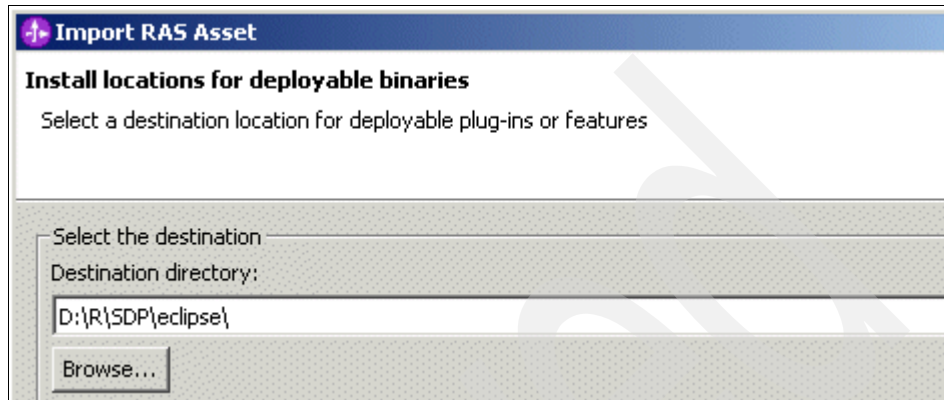 Import RAS Asset
Install locations for deployable binaries
Select a destination location for deployable plug-ins or features
Select the destination
Destination directory:
D:\R\SDP\eclipse\
Browse...